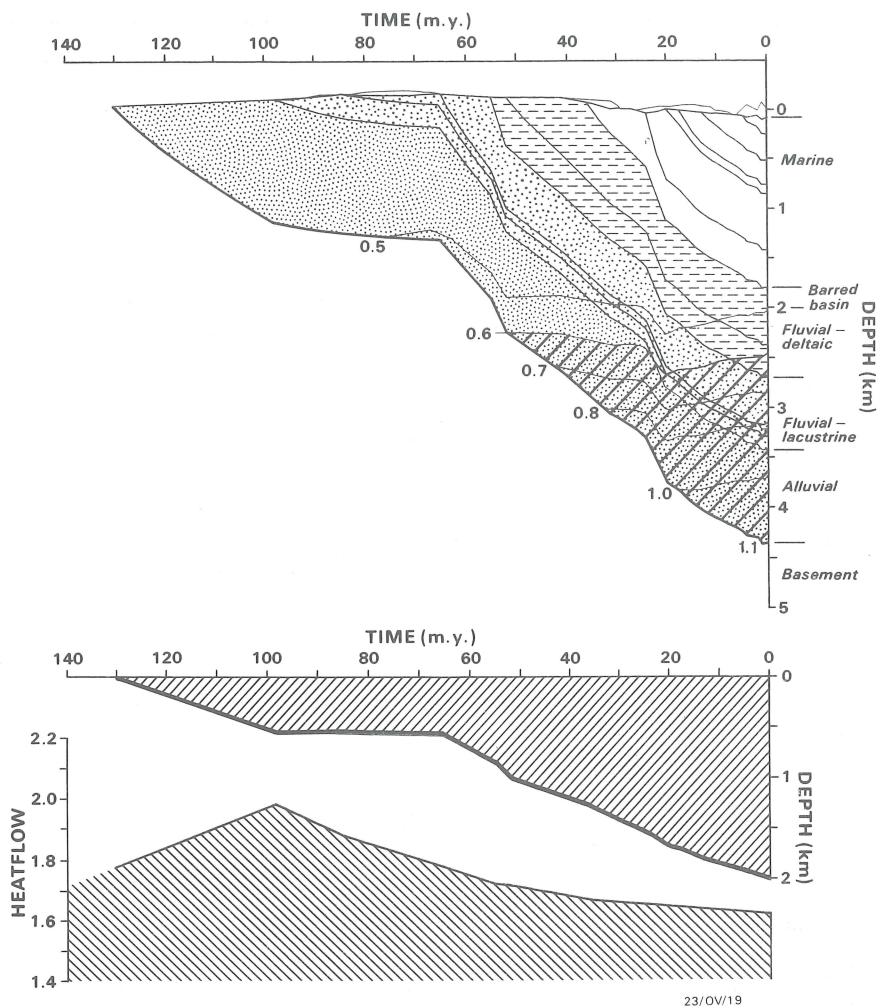 TIME (m.y.)
140 120 100 80 60 40 20 0
0
Marine
1
0.5
Barred
basin
2
0.6
Fluvial –
deltaic
DEPTH (km)
0.7
3
0.8
Fluvial –
lacustrine
Alluvial
1.0
4
1.1
Basement
5
TIME (m.y.)
140 120 100 80 60 40 20 0
0
2.2
1
2.0
DEPTH (km)
HEATFLOW
1.8
2
1.6
1.4
23/OV/19